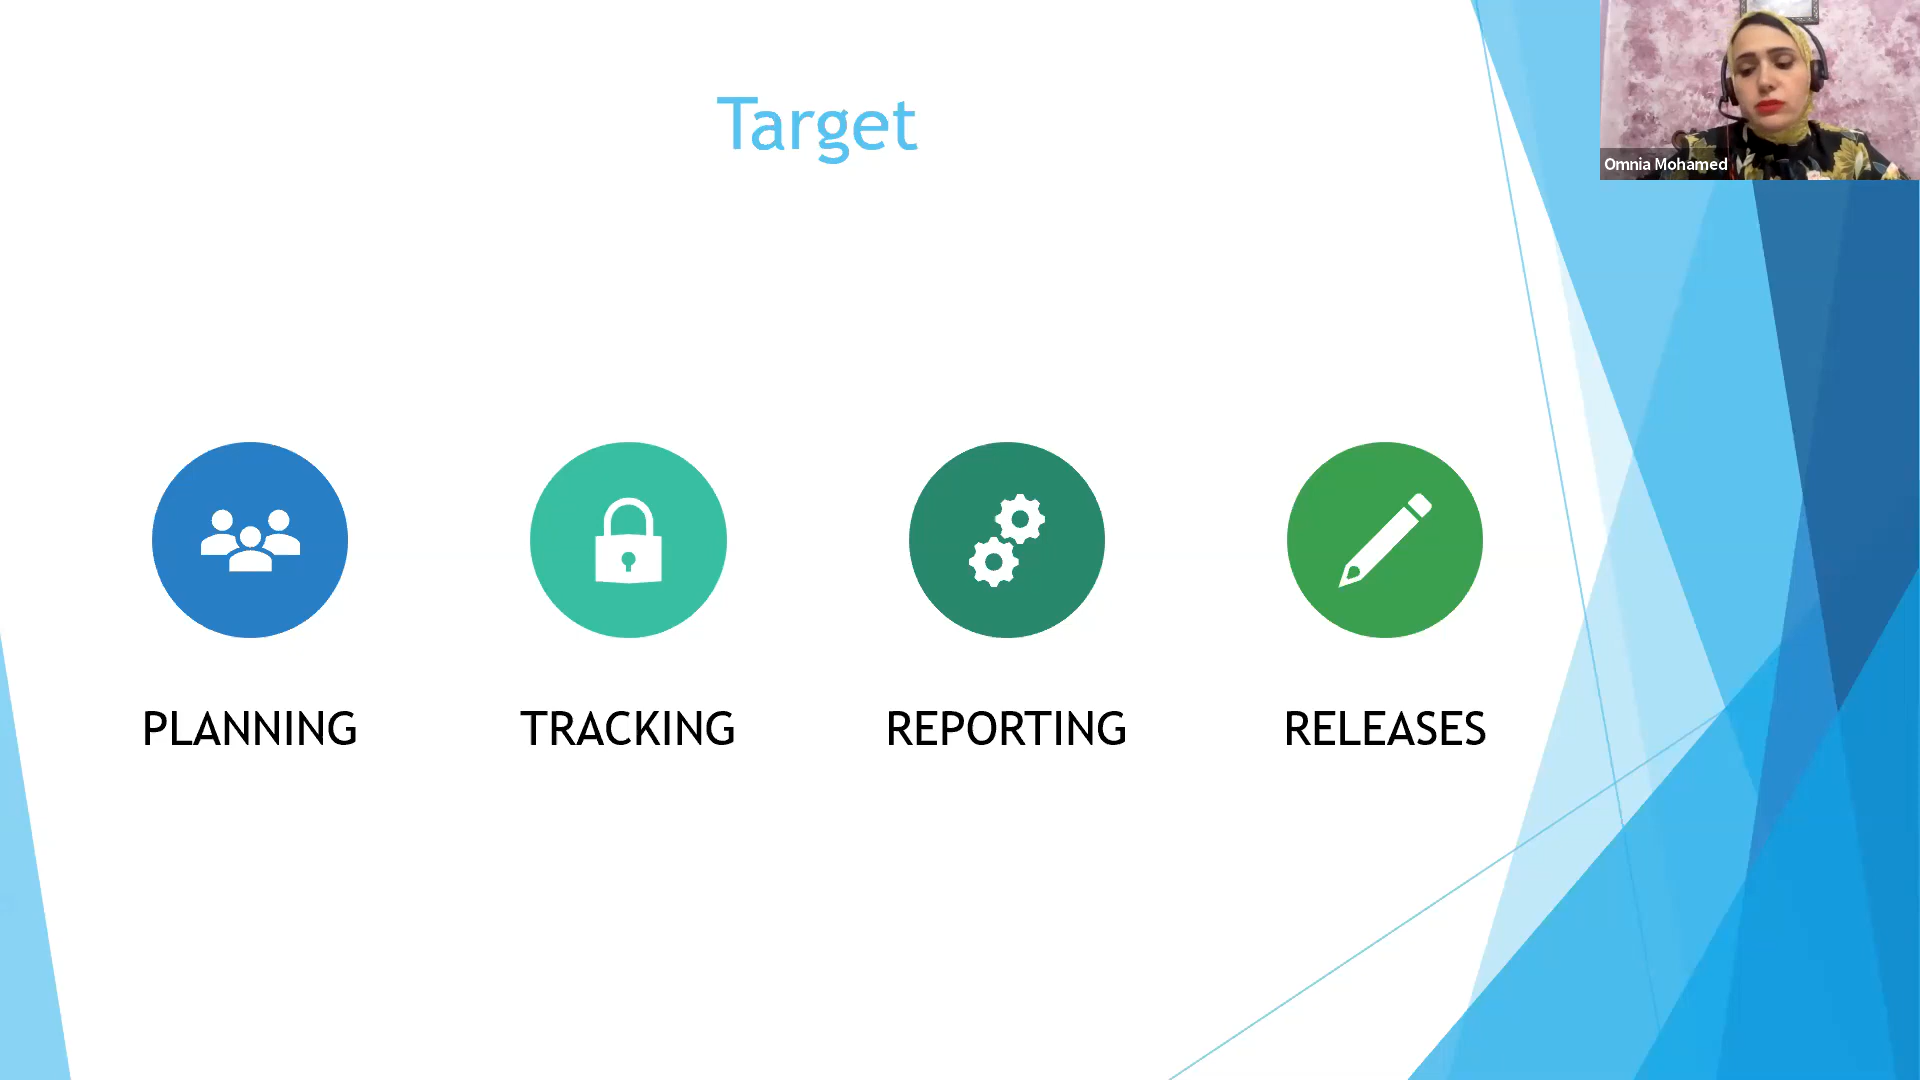 Target
Omnia Mohamed
PLANNING
TRACKING
REPORTING
RELEASES